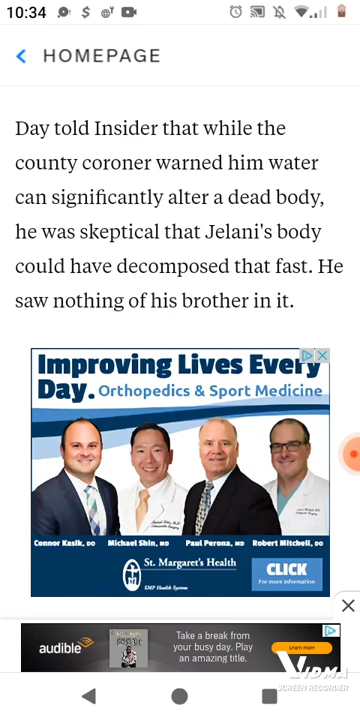 10:34
HOMEPAGE
Day told Insider that while the
county coroner warned him water
can significantly alter a dead body,
he was skeptical that Jelani's body
could have decomposed that fast. He
saw nothing of his brother in it.
Improving Lives Every
Day. Orthopedics & Sport Medicine
Connor Kasik, DO Michael Shin, MD Paul Perona, MD Robert Mitchell, DO
St. Margaret's Health
SMP Health System
CLICK
For more information
audible
Take a break from
your busy day. Play
an amazing title.
Learn more
VIDMA
SCREEN RECORDER